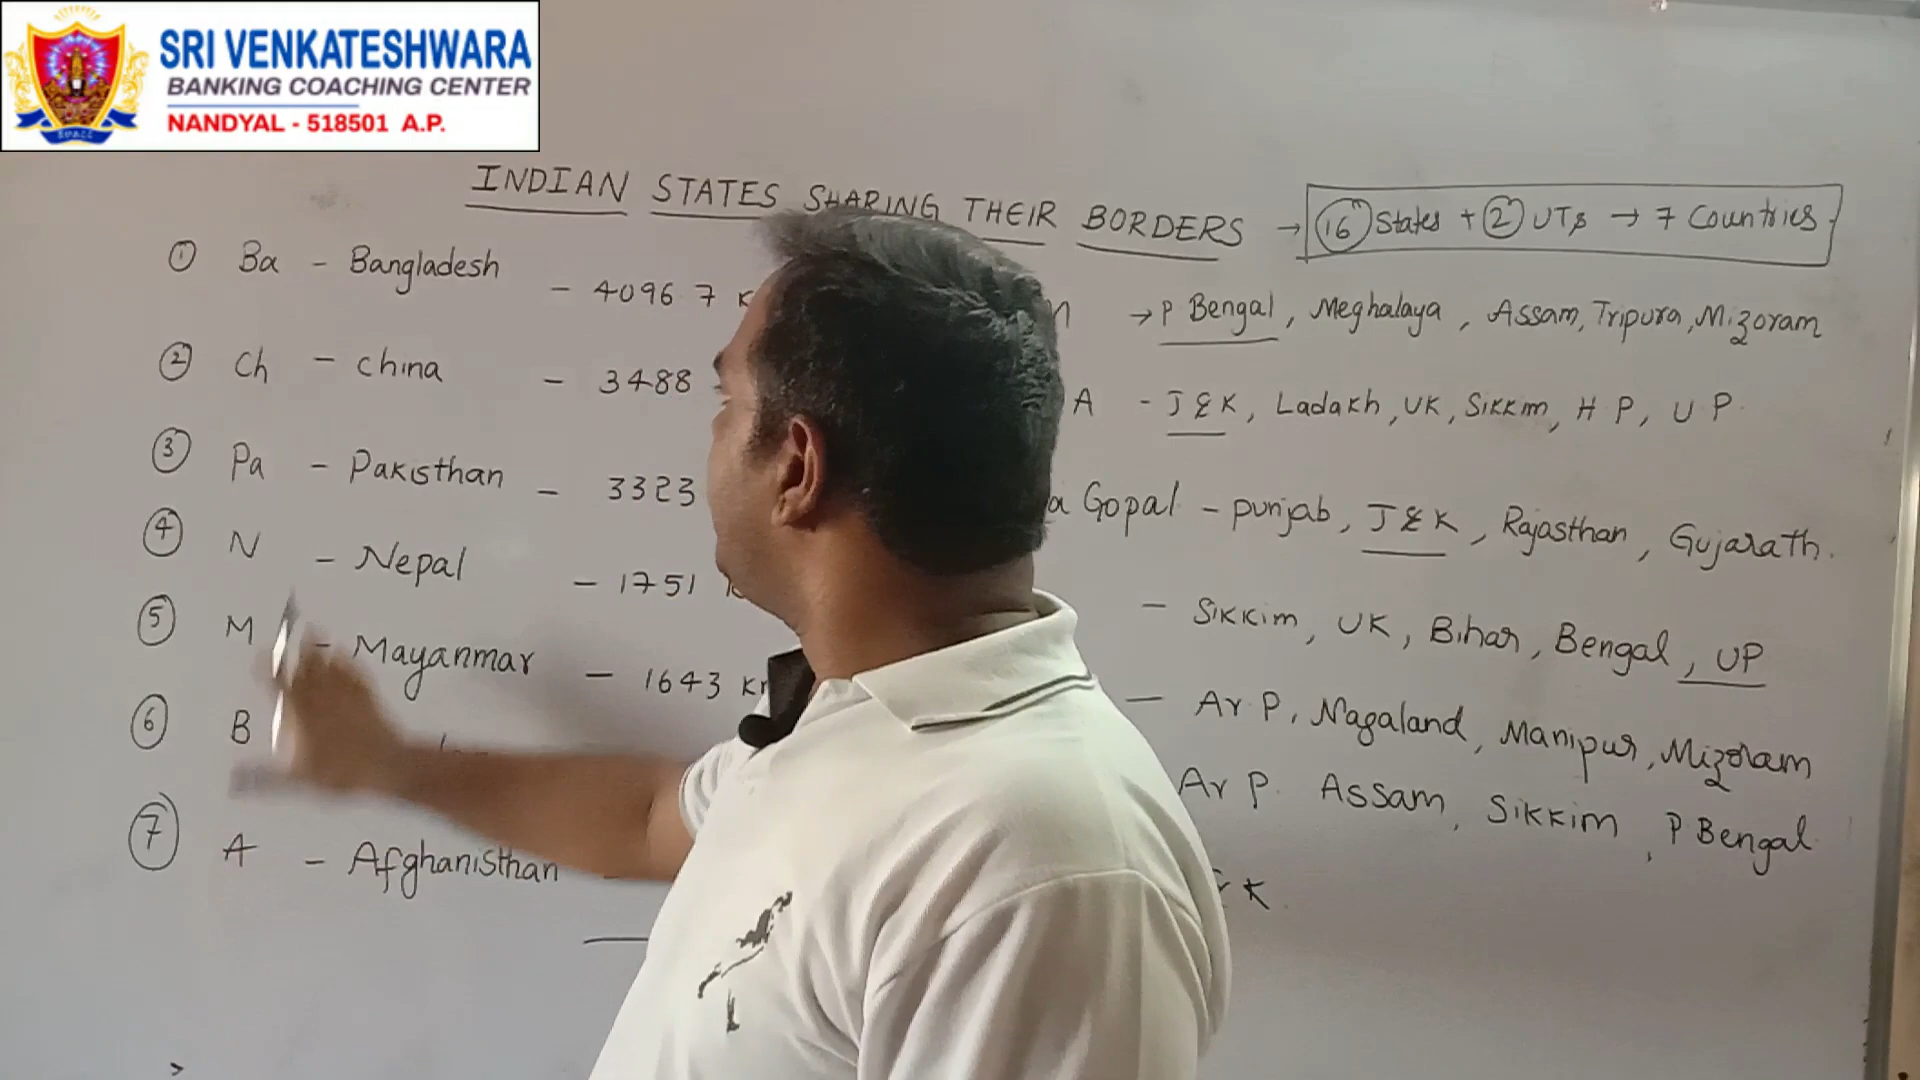 SRI VENKATESHWARA
BANKING COACHING CENTER
NANDYAL - 518501 A.P.
INDIAN STATES SHARING THEIR BORDERS → 16 States + 2 UTs → 7 Countries
① Ba - Bangladesh - 4096 7 K → P Bengal, Meghalaya, Assam, Tripura, Mizoram
② Ch - China - 3488 A - J & K, Ladakh, UK, Sikkim, H P, U P
③ Pa - Pakisthan - 3323 a Gopal - Punjab, J & K, Rajasthan, Gujarath.
④ N - Nepal - 1751 - Sikkim, UK, Bihar, Bengal, UP
⑤ M - Mayanmar - 1643 K - Ar P, Nagaland, Manipur, Mizoram
⑥ B Ar P. Assam, Sikkim, P Bengal
⑦ A - Afghanisthan - K